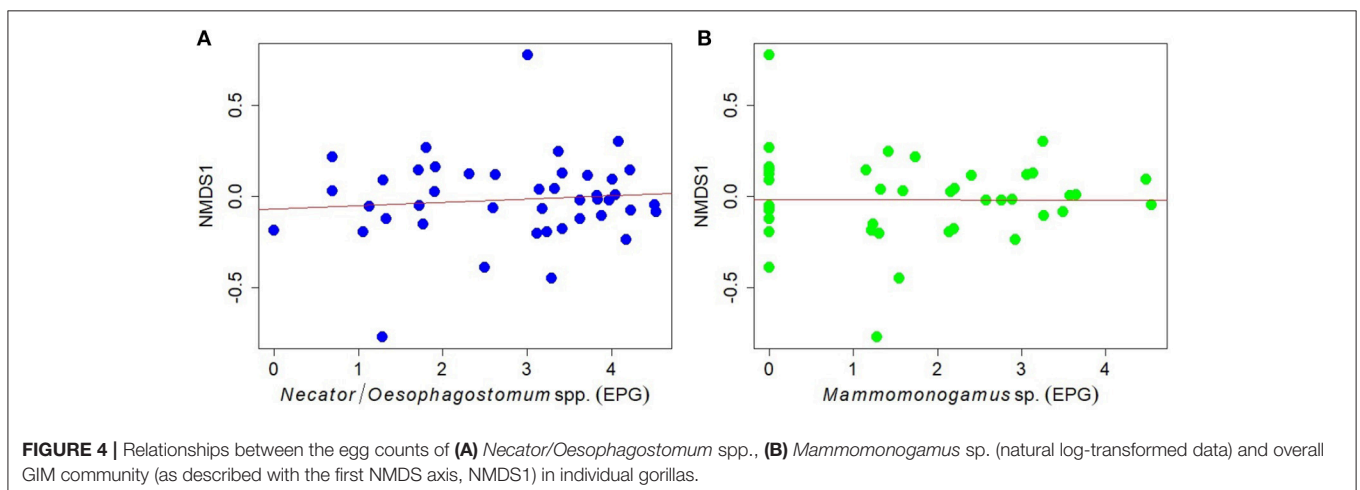 A
B
0.5
0.0
-0.5
NMDS1
0 1 2 3 4
Necator/Oesophagostomum spp. (EPG)
0.5
0.0
-0.5
NMDS1
0 1 2 3 4
Mammomonogamus sp. (EPG)
FIGURE 4 | Relationships between the egg counts of (A) Necator/Oesophagostomum spp., (B) Mammomonogamus sp. (natural log-transformed data) and overall
GIM community (as described with the first NMDS axis, NMDS1) in individual gorillas.